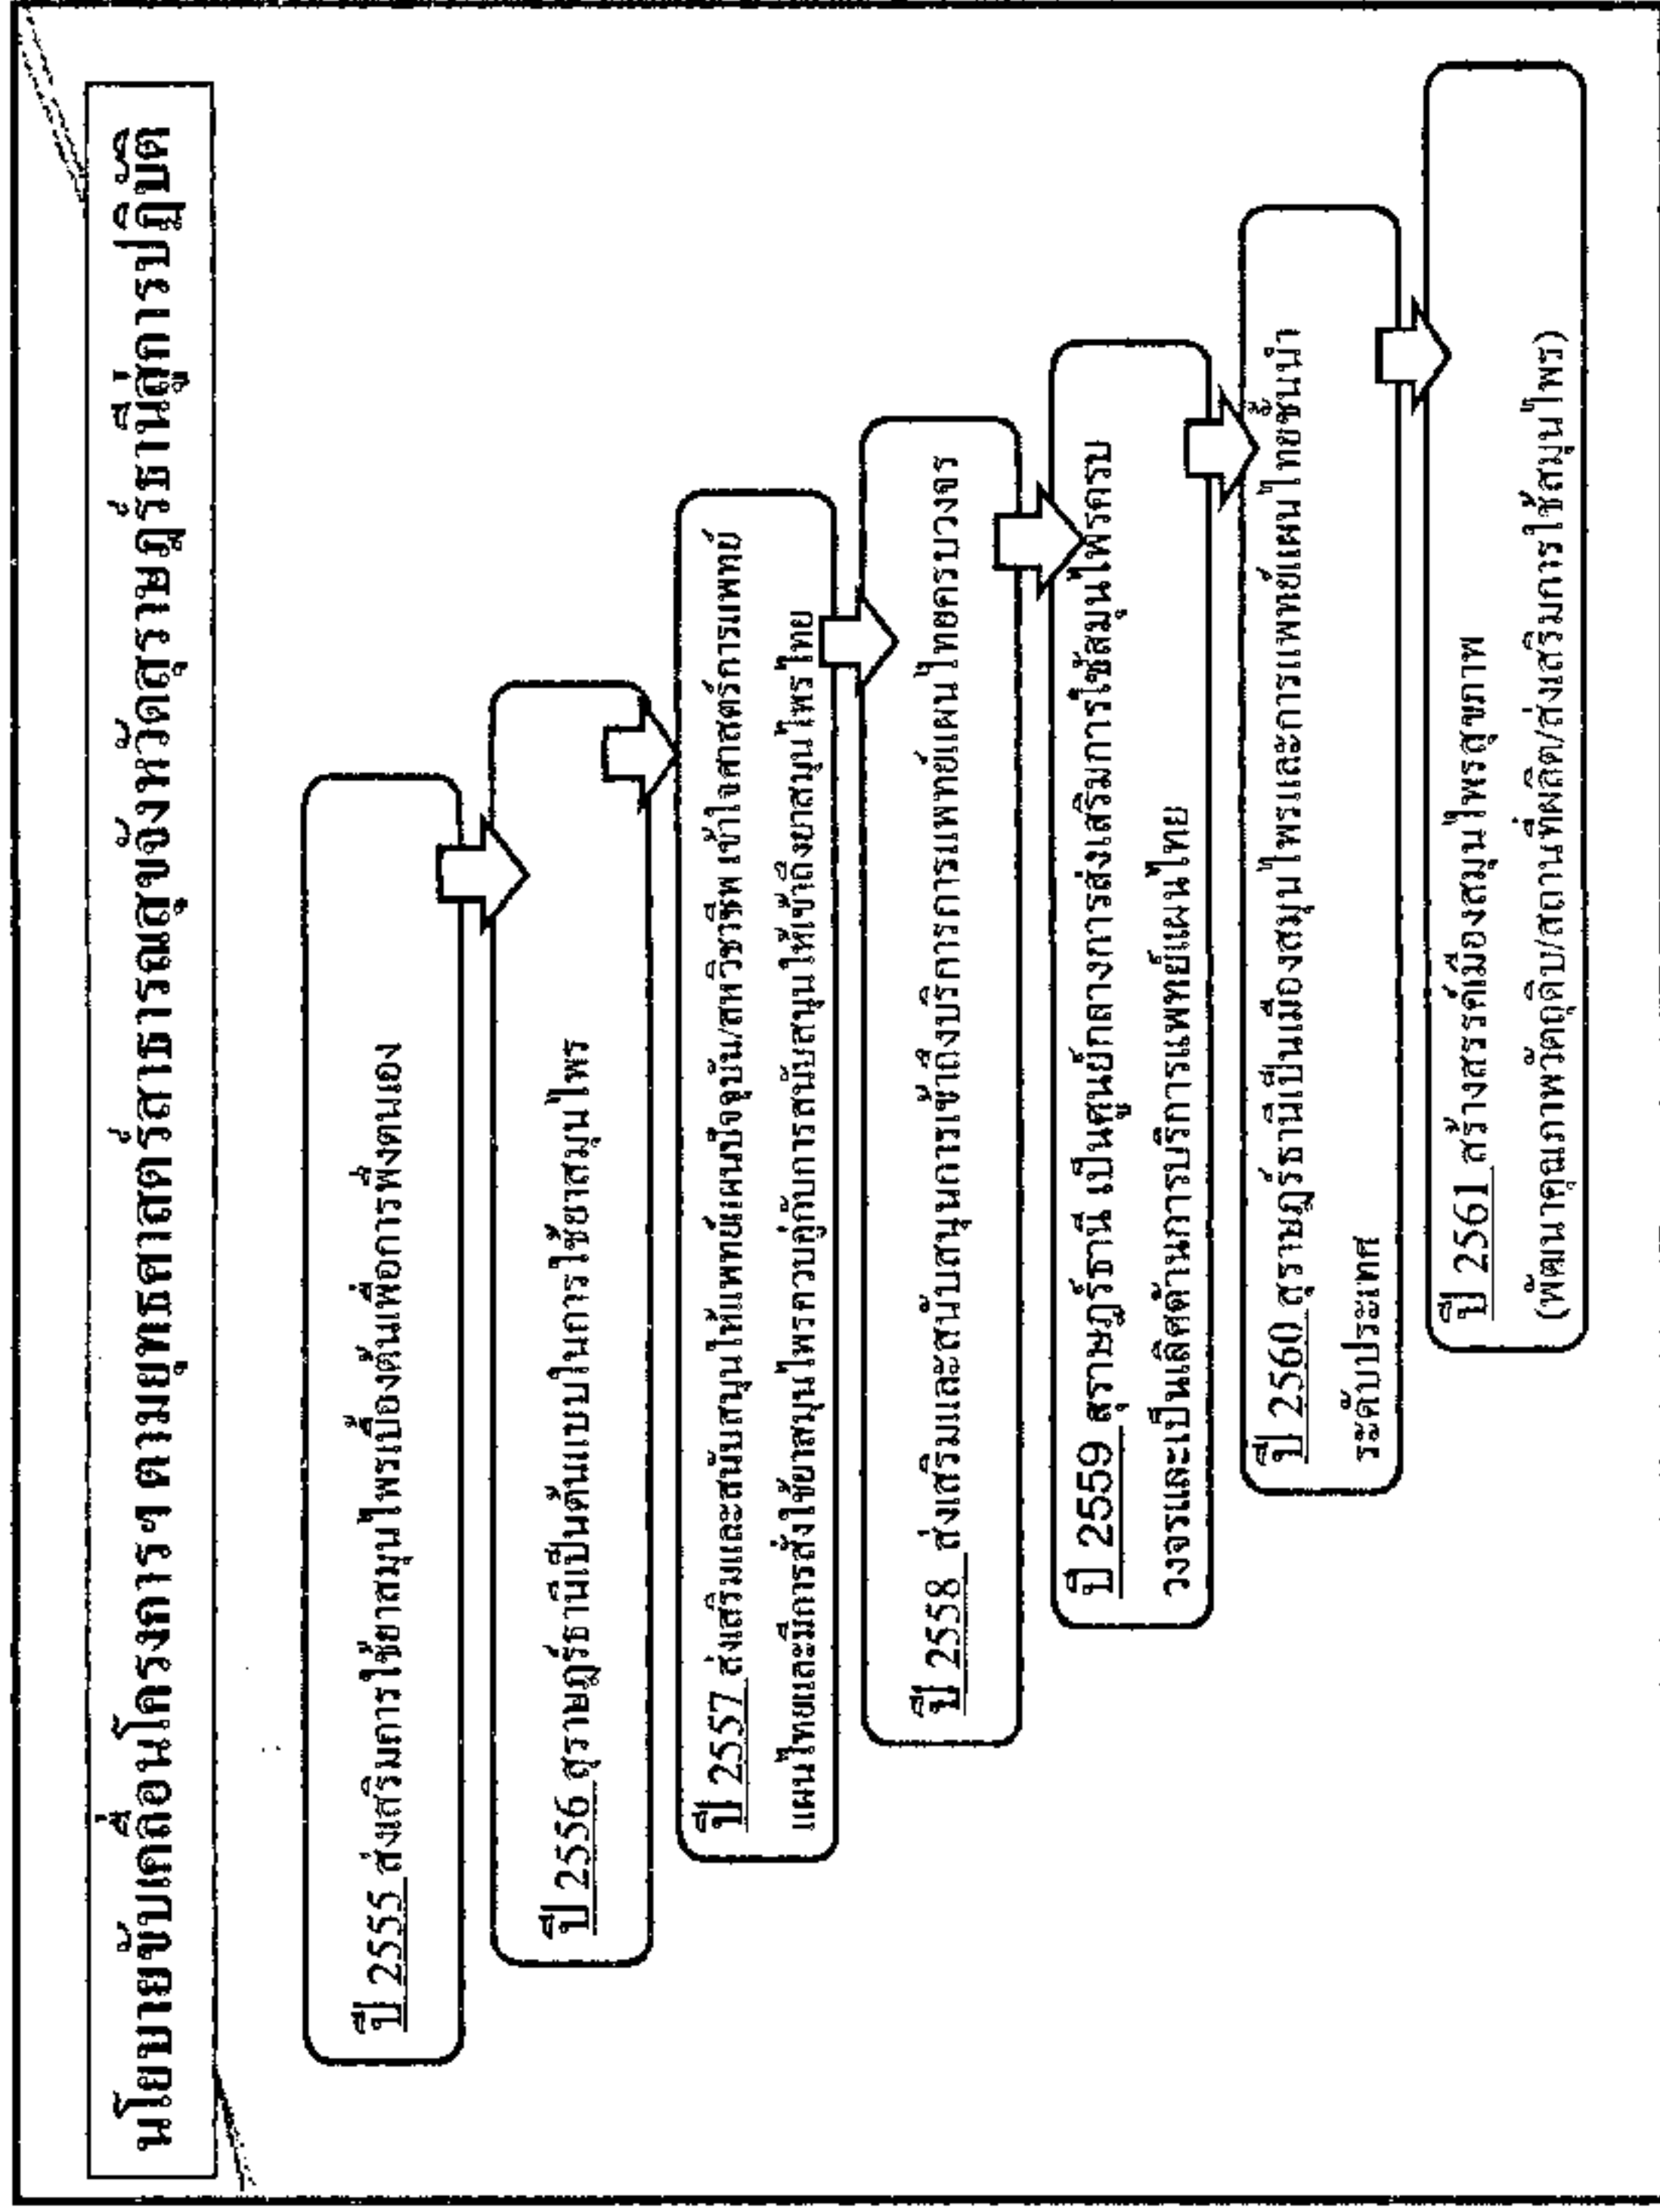 นโยบายขับเคลื่อนโครงการฯ ตามยุทธศาสตร์สาธารณสุขจังหวัดสุราษฎ์ธานีสู่การปฏิบัติ
ปี 2555 ส่งเสริมการใช้ยาสมุนไพรเบื้องต้นเพื่อการพึ่งตนเอง
ปี 2556 สุราษฎร์ธานีเป็นต้นแบบในการใช้ยาสมุนไพร
ปี 2557 ส่งเสริมและสนับสนุนให้แพทย์แผนปัจจุบัน/สหวิชาชีพ เข้าใจศาสตร์การแพทย์
แผนไทยและมีการสั่งใช้ยาสมุนไพรควบคู่กับการสนับสนุนให้เข้าถึงยาสมุนไพรไทย
ปี 2558 ส่งเสริมและสนับสนุนการเข้าถึงบริการการแพทย์แผนไทยครบวงจร
ปี 2559 สุราษฎร์ธานี เป็นศูนย์กลางการส่งเสริมการใช้สมุนไพรครบ
วงจรและเป็นเลิศด้านการบริการแพทย์แผนไทย
ปี 2560 สุราษฎร์ธานีเป็นเมืองสมุนไพรและการแพทย์แผนไทยชั้นนำ
ระดับประเทศ
ปี 2561 สร้างสรรค์เมืองสมุนไพรสุขภาพ
(พัฒนาคุณภาพวัตถุดิบ/สถานที่ผลิต/ส่งเสริมการใช้สมุนไพร)